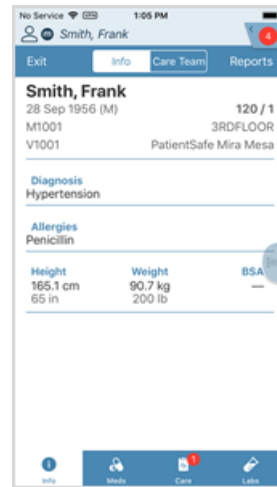 No Service 1:05 PM
Smith, Frank 4
Exit Info Care Team Reports
Smith, Frank
28 Sep 1956 (M) 120 / 1
M1001 3RDFLOOR
V1001 PatientSafe Mira Mesa
Diagnosis
Hypertension
Allergies
Penicillin
Height Weight BSA
165.1 cm 90.7 kg —
65 in 200 lb
1
Info Meds Care Labs